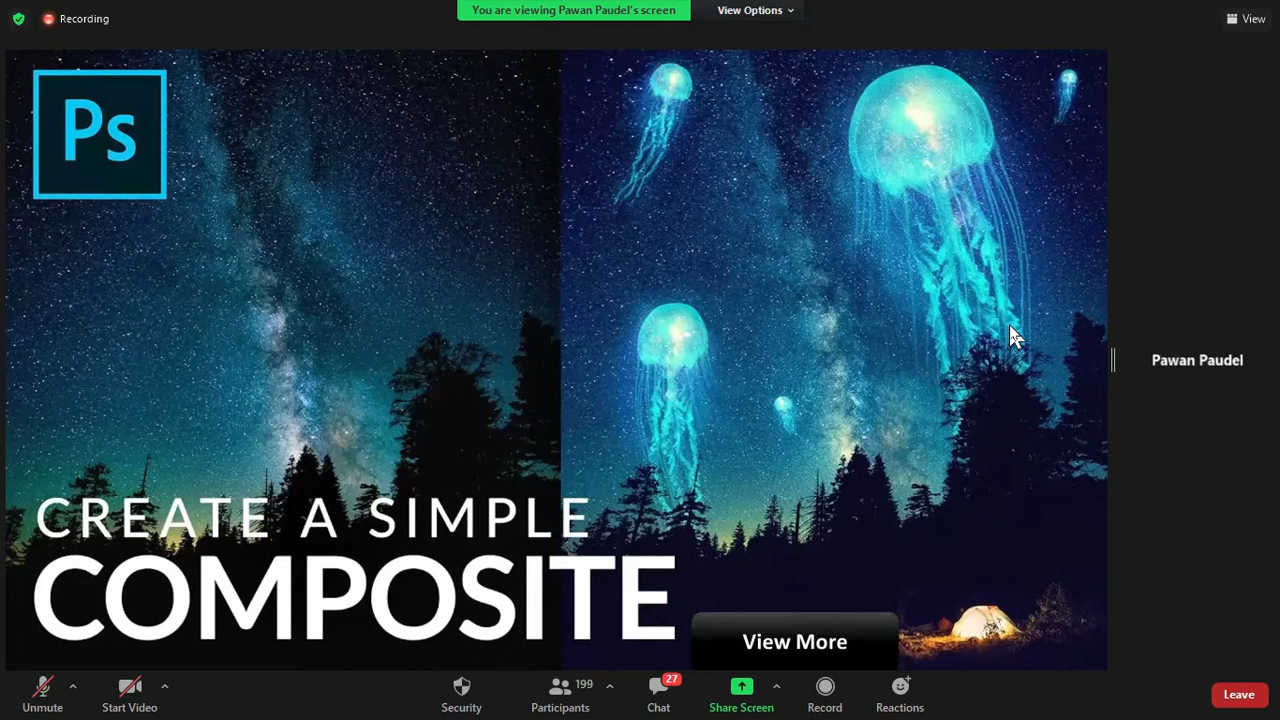 Recording
You are viewing Pawan Paudel's screen
View Options
View
Ps
Pawan Paudel
CREATE A SIMPLE
COMPOSITE
View More
Unmute
Start Video
Security
199
Participants
27
Chat
Share Screen
Record
Reactions
Leave